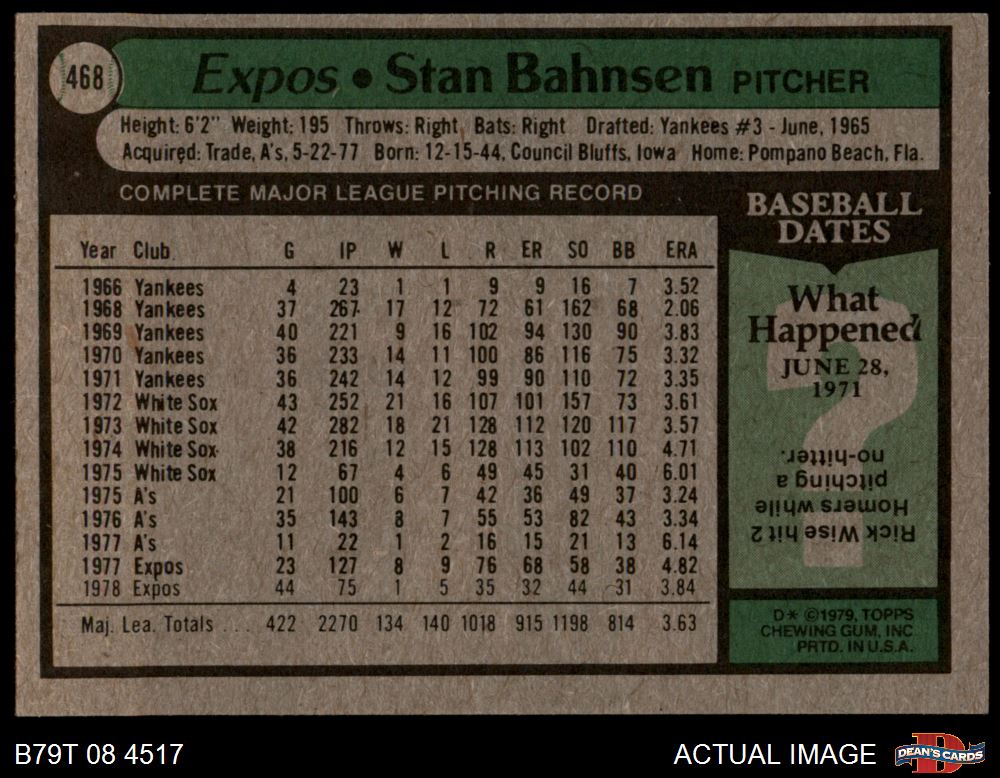 468
Expos • Stan Bahnsen PITCHER
Height: 6'2" Weight: 195 Throws: Right Bats: Right Drafted: Yankees #3 - June, 1965
Acquired: Trade, A's, 5-22-77 Born: 12-15-44, Council Bluffs, Iowa Home: Pompano Beach, Fla.
COMPLETE MAJOR LEAGUE PITCHING RECORD
Year Club G IP W L R ER SO BB ERA
1966 Yankees 4 23 1 1 9 9 16 7 3.52
1968 Yankees 37 267 17 12 72 61 162 68 2.06
1969 Yankees 40 221 9 16 102 94 130 90 3.83
1970 Yankees 36 233 14 11 100 86 116 75 3.32
1971 Yankees 36 242 14 12 99 90 110 72 3.35
1972 White Sox 43 252 21 16 107 101 157 73 3.61
1973 White Sox 42 282 18 21 128 112 120 117 3.57
1974 White Sox 38 216 12 15 128 113 102 110 4.71
1975 White Sox 12 67 4 6 49 45 31 40 6.01
1975 A's 21 100 6 7 42 36 49 37 3.24
1976 A's 35 143 8 7 55 53 82 43 3.34
1977 A's 11 22 1 2 16 15 21 13 6.14
1977 Expos 23 127 8 9 76 68 58 38 4.82
1978 Expos 44 75 1 5 35 32 44 31 3.84
Maj. Lea. Totals ... 422 2270 134 140 1018 915 1198 814 3.63
BASEBALL
DATES
What
Happened
JUNE 28,
1971
?
Rick Wise hit 2
Homers while
pitching a
no-hitter.
D* ©1979, TOPPS
CHEWING GUM, INC.
PRTD. IN U.S.A.
B79T 08 4517
ACTUAL IMAGE
D
DEAN'S CARDS